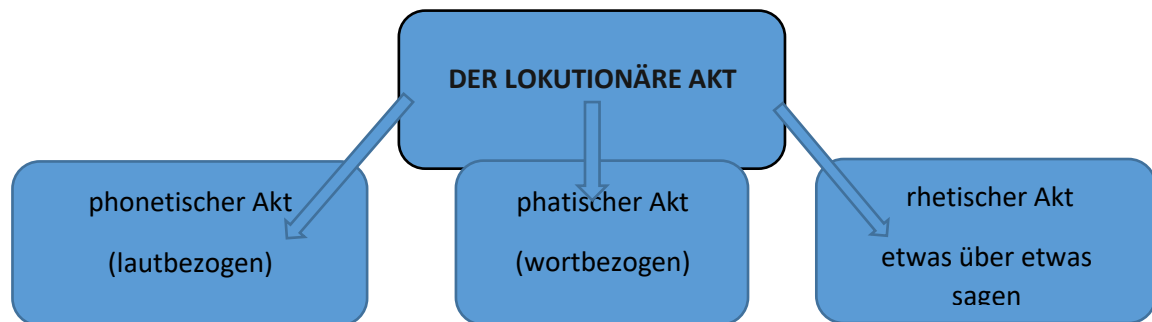 DER LOKUTIONÄRE AKT
phonetischer Akt
(lautbezogen)
phatischer Akt
(wortbezogen)
rhetischer Akt
etwas über etwas
sagen